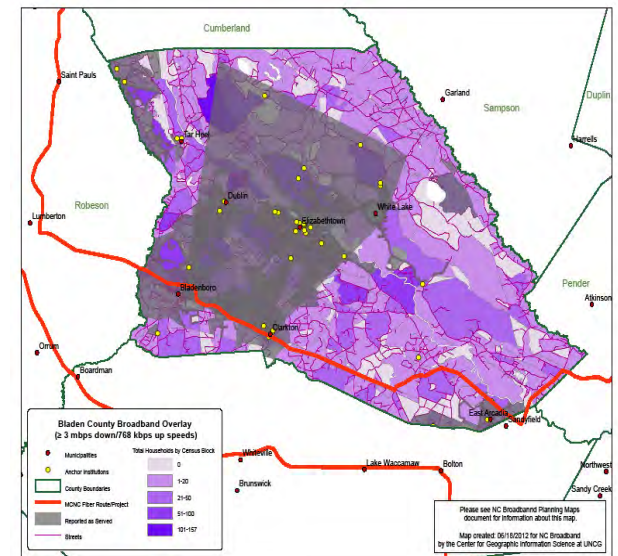 Cumberland
Saint Pauls
Garland
Sampson
Duplin
Harrells
Tar Heel
Dublin
White Lake
Elizabethtown
Robeson
Lumberton
Pender
Atkinson
Bladenboro
Clarkton
Orrum
Boardman
East Arcadia
Sandyfield
Whiteville
Lake Waccamaw
Bolton
Northwest
Brunswick
Sandy Creek
Bladen County Broadband Overlay
(≥ 3 mbps down/768 kbps up speeds)
Municipalities
Anchor Institutions
County Boundaries
MCNC Fiber Route/Project
Reported as Served
Streets
Total Households by Census Block
0
1-20
21-50
51-100
101-157
Please see NC Broadband Planning Maps
document for information about this map.
Map created: 06/18/2012 for NC Broadband
by the Center for Geographic Information Science at UNCG